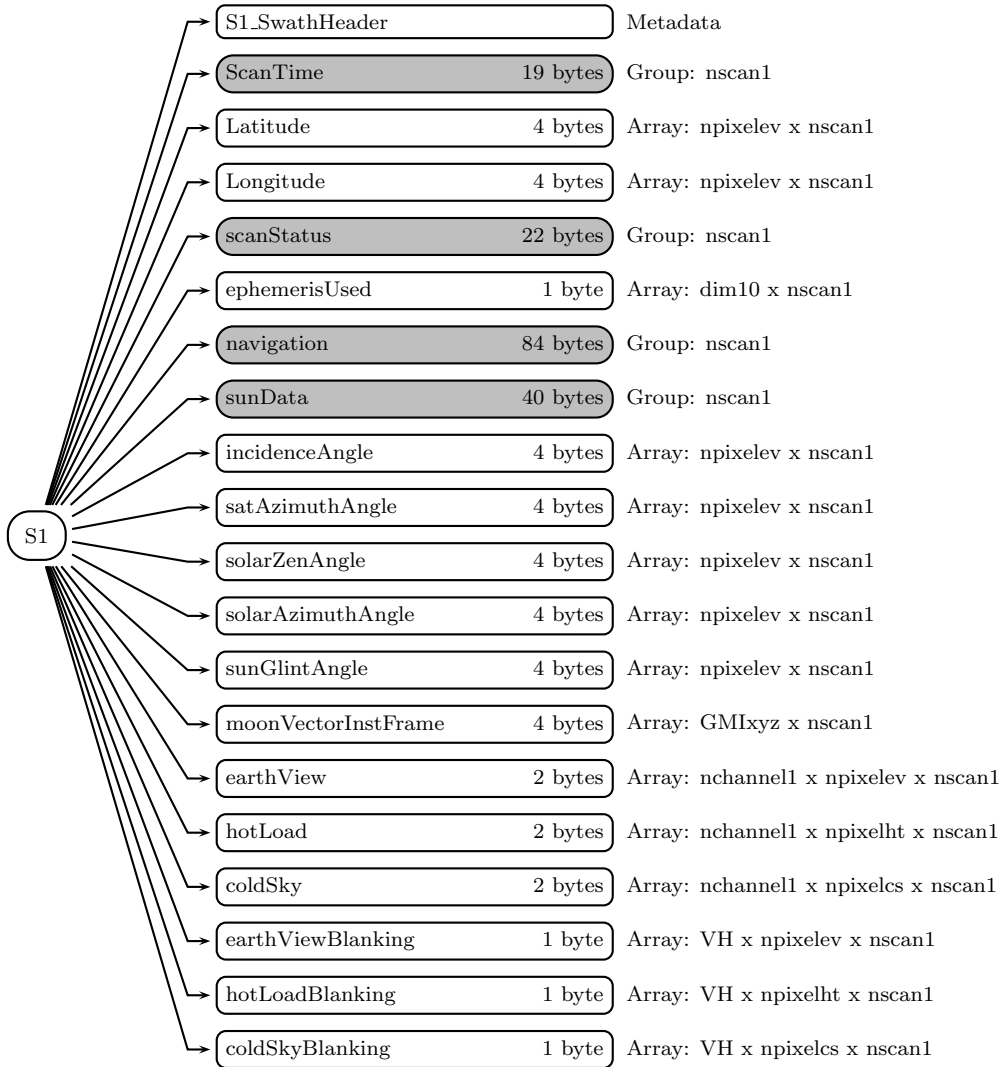 S1_SwathHeader Metadata
ScanTime 19 bytes Group: nscan1
Latitude 4 bytes Array: npixelev x nscan1
Longitude 4 bytes Array: npixelev x nscan1
scanStatus 22 bytes Group: nscan1
ephemerisUsed 1 byte Array: dim10 x nscan1
navigation 84 bytes Group: nscan1
sunData 40 bytes Group: nscan1
incidenceAngle 4 bytes Array: npixelev x nscan1
satAzimuthAngle 4 bytes Array: npixelev x nscan1
S1
solarZenAngle 4 bytes Array: npixelev x nscan1
solarAzimuthAngle 4 bytes Array: npixelev x nscan1
sunGlintAngle 4 bytes Array: npixelev x nscan1
moonVectorInstFrame 4 bytes Array: GMIxyz x nscan1
earthView 2 bytes Array: nchannel1 x npixelev x nscan1
hotLoad 2 bytes Array: nchannel1 x npixelht x nscan1
coldSky 2 bytes Array: nchannel1 x npixelcs x nscan1
earthViewBlanking 1 byte Array: VH x npixelev x nscan1
hotLoadBlanking 1 byte Array: VH x npixelht x nscan1
coldSkyBlanking 1 byte Array: VH x npixelcs x nscan1